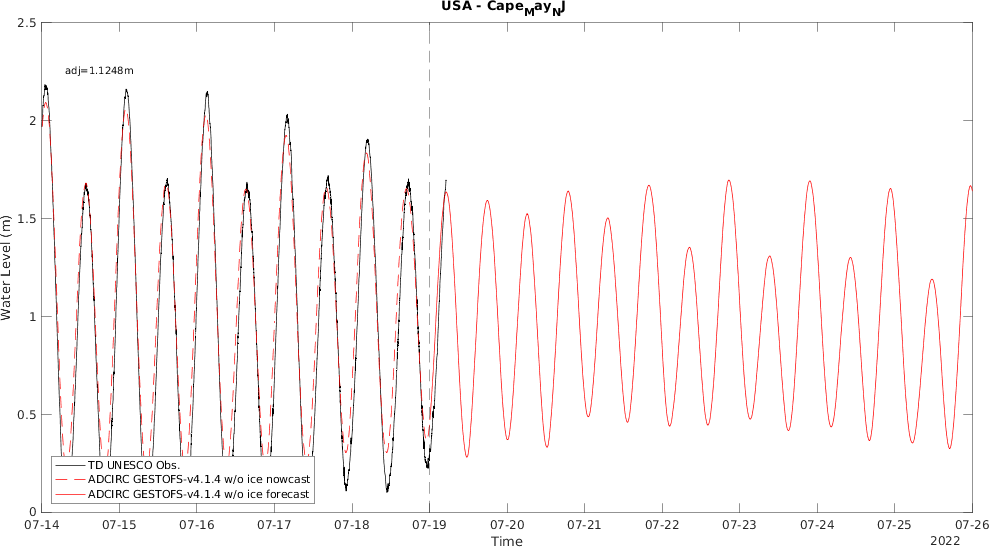 USA - CapeMayNJ
2.5
adj=1.1248m
2
1.5
Water Level (m)
1
0.5
TD UNESCO Obs.
ADCIRC GESTOFS-v4.1.4 w/o ice nowcast
ADCIRC GESTOFS-v4.1.4 w/o ice forecast
0
07-14 07-15 07-16 07-17 07-18 07-19 07-20 07-21 07-22 07-23 07-24 07-25 07-26
Time
2022